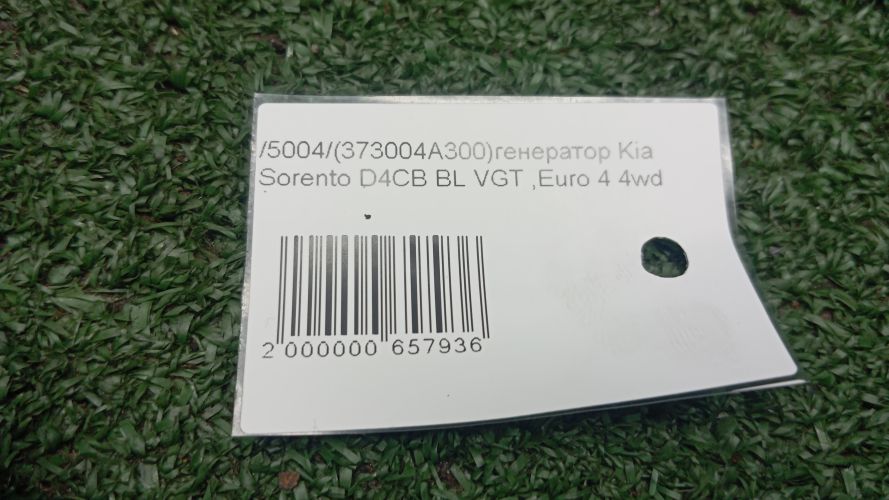 /5004/(373004A300)генератор Kia
Sorento D4CB BL VGT ,Euro 4 4wd
2 000000 657936